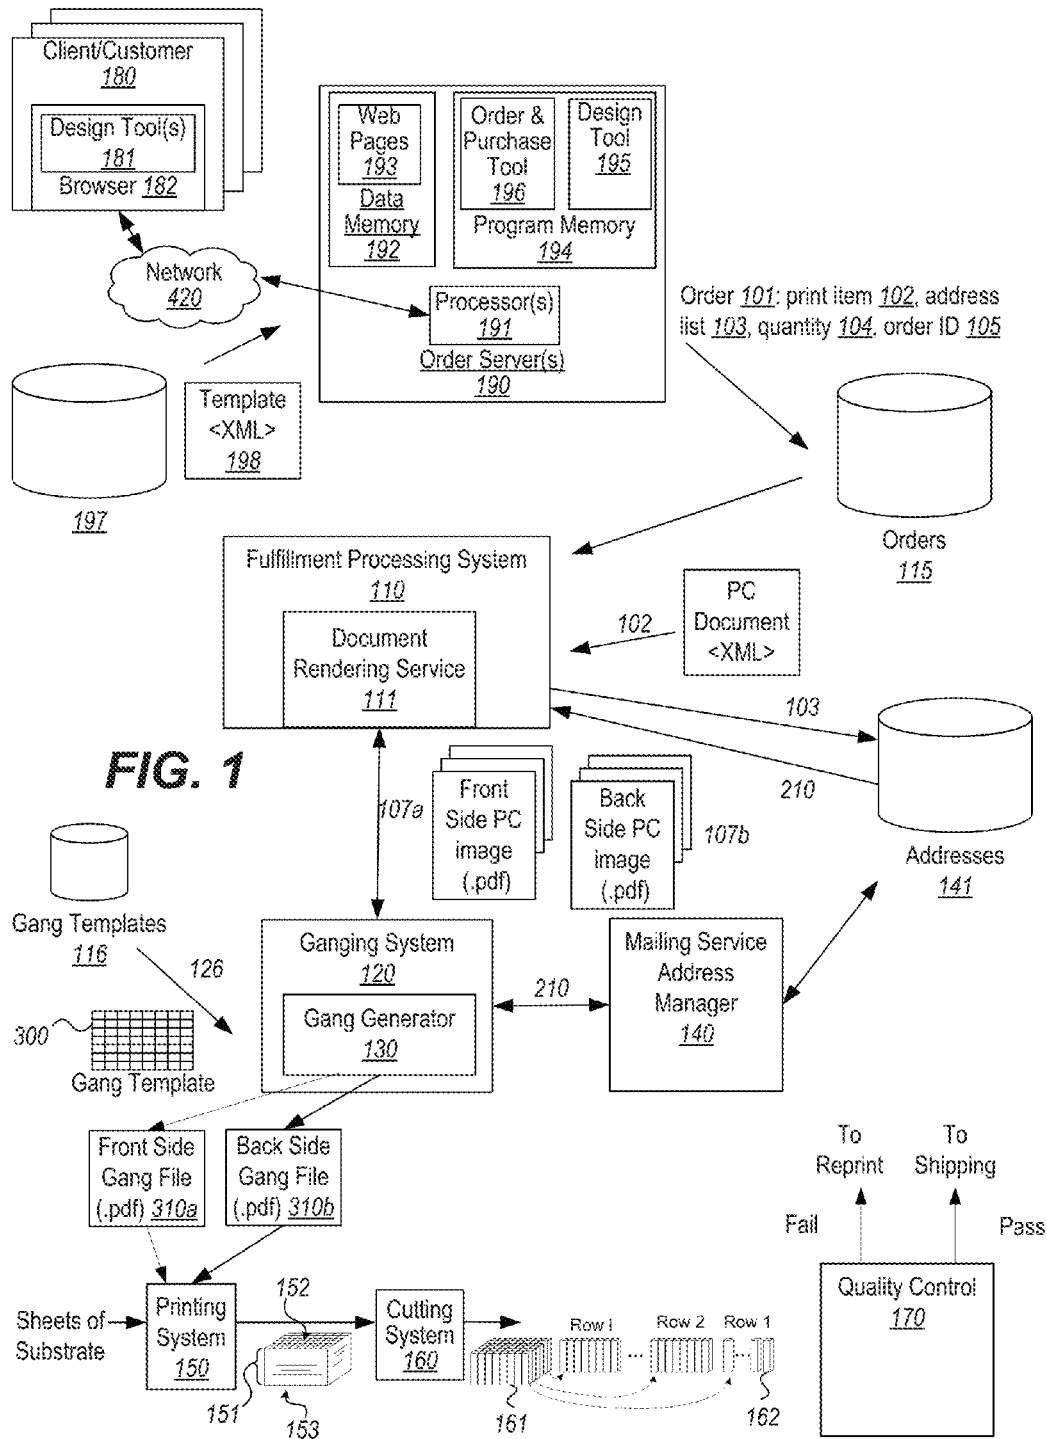 Client/Customer
180
Design Tool(s)
181
Browser 182
Network
420
Web
Pages
193
Data
Memory
192
Order &
Purchase
Tool
196
Design
Tool
195
Program Memory
194
Processor(s)
191
Order Server(s)
190
Order 101: print item 102, address
list 103, quantity 104, order ID 105
197
Template
<XML>
198
Orders
115
Fulfillment Processing System
110
Document
Rendering Service
111
102
PC
Document
<XML>
103
210
Addresses
141
FIG. 1
107a
Front
Side PC
image
(.pdf)
Back
Side PC
image
(.pdf)
107b
Gang Templates
116
126
300
Gang Template
Ganging System
120
Gang Generator
130
210
Mailing Service
Address
Manager
140
Front Side
Gang File
(.pdf) 310a
Back Side
Gang File
(.pdf) 310b
To
Reprint
To
Shipping
Fail
Pass
Quality Control
170
Sheets of
Substrate
Printing
System
150
152
151
153
Cutting
System
160
Row I
Row 2
Row 1
...
161
162